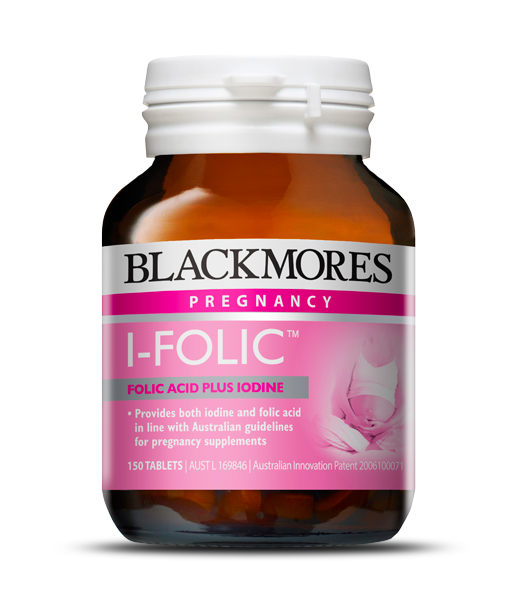 BLACKMORES
PREGNANCY
I-FOLIC™
FOLIC ACID PLUS IODINE
• Provides both iodine and folic acid
in line with Australian guidelines
for pregnancy supplements
150 TABLETS | AUST L 169846 | Australian Innovation Patent 2006100071